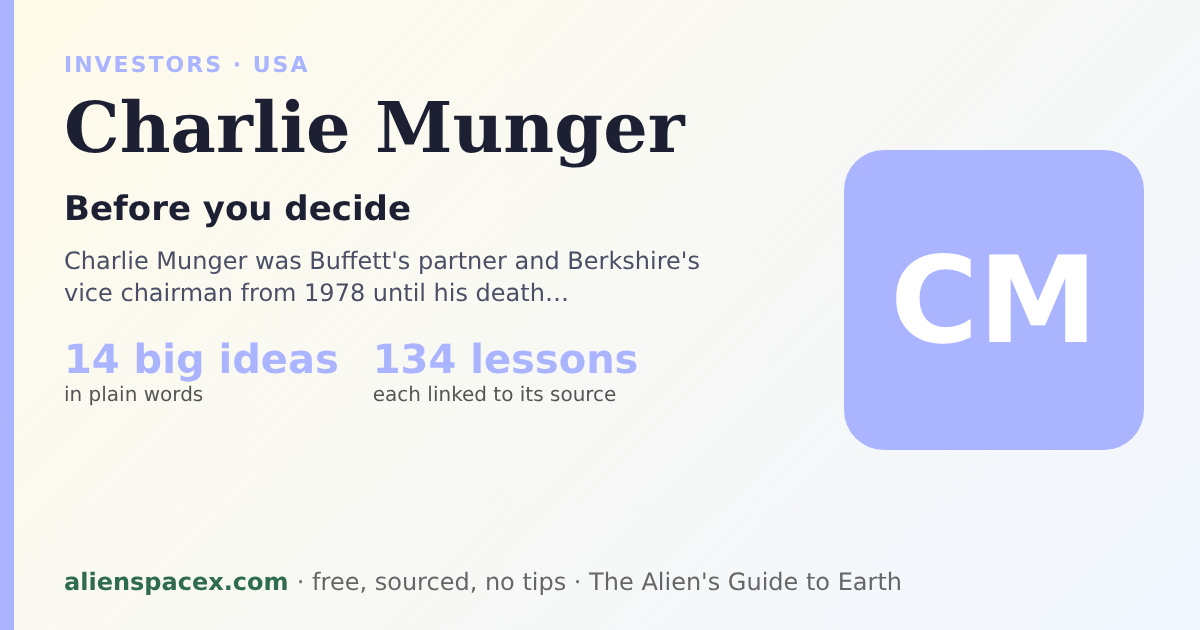 INVESTORS · USA
Charlie Munger
Before you decide
Charlie Munger was Buffett's partner and Berkshire's
vice chairman from 1978 until his death…
14 big ideas
in plain words
134 lessons
each linked to its source
CM
alienspacex.com · free, sourced, no tips · The Alien's Guide to Earth